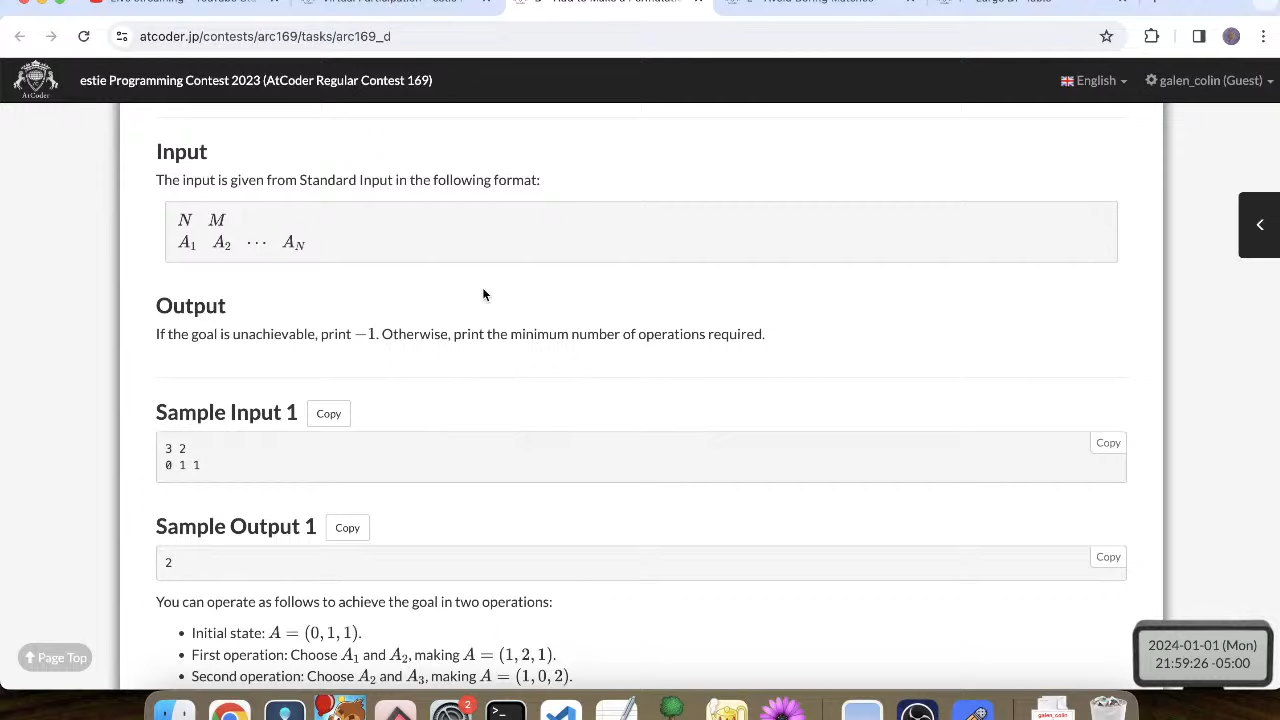 atcoder.jp/contests/arc169/tasks/arc169_d
AtCoder
estie Programming Contest 2023 (AtCoder Regular Contest 169)
English
galen_colin (Guest)
Input
The input is given from Standard Input in the following format:
N M
A1 A2 ⋯ AN
Output
If the goal is unachievable, print −1. Otherwise, print the minimum number of operations required.
Sample Input 1
Copy
Copy
3 2
0 1 1
Sample Output 1
Copy
Copy
2
You can operate as follows to achieve the goal in two operations:
• Initial state: A = (0, 1, 1).
• First operation: Choose A1 and A2, making A = (1, 2, 1).
• Second operation: Choose A2 and A3, making A = (1, 0, 2).
Page Top
2024-01-01 (Mon)
21:59:26 -05:00
2
galen_colin